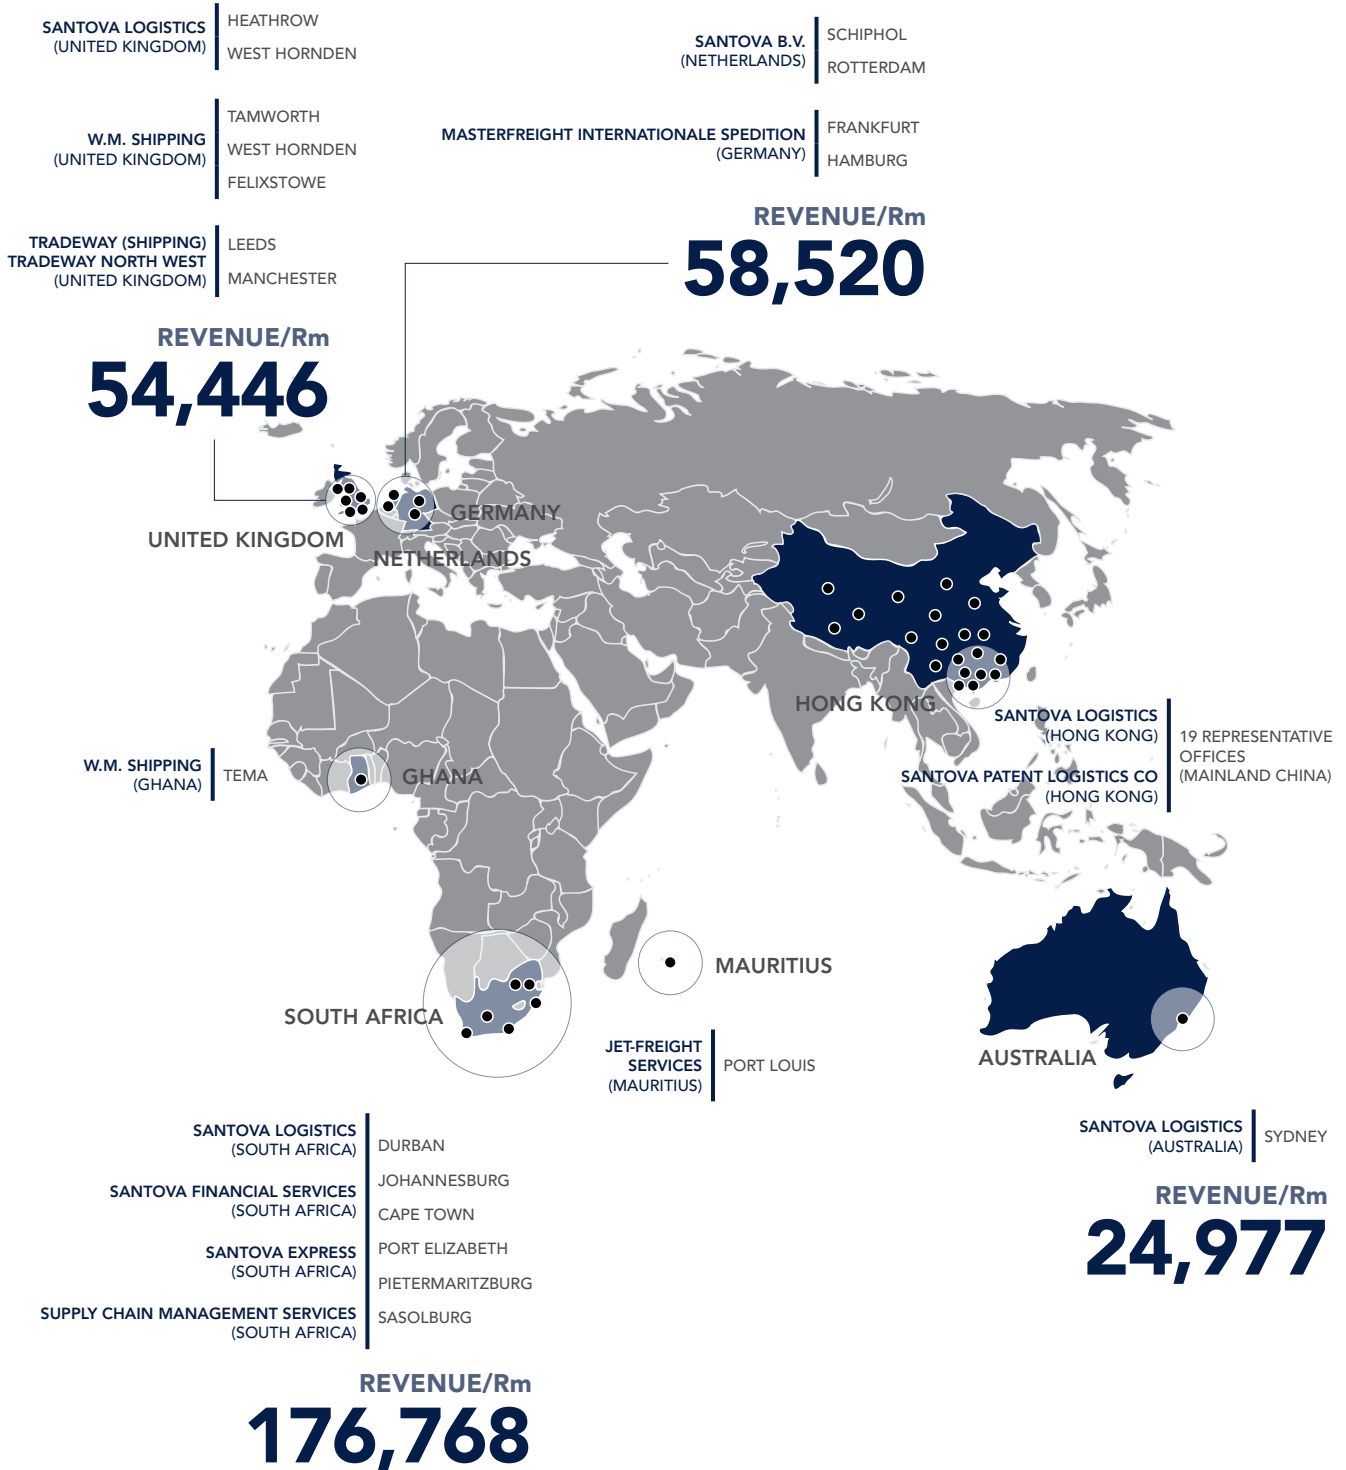 SANTOVA LOGISTICS
(UNITED KINGDOM)
HEATHROW
WEST HORNDEN
W.M. SHIPPING
(UNITED KINGDOM)
TAMWORTH
WEST HORNDEN
FELIXSTOWE
TRADEWAY (SHIPPING)
TRADEWAY NORTH WEST
(UNITED KINGDOM)
LEEDS
MANCHESTER
REVENUE/Rm
54,446
SANTOVA B.V.
(NETHERLANDS)
SCHIPHOL
ROTTERDAM
MASTERFREIGHT INTERNATIONALE SPEDITION
(GERMANY)
FRANKFURT
HAMBURG
REVENUE/Rm
58,520
GERMANY
UNITED KINGDOM
NETHERLANDS
HONG KONG
SANTOVA LOGISTICS
(HONG KONG)
SANTOVA PATENT LOGISTICS CO
(HONG KONG)
19 REPRESENTATIVE
OFFICES
(MAINLAND CHINA)
W.M. SHIPPING
(GHANA)
TEMA
GHANA
MAURITIUS
SOUTH AFRICA
JET-FREIGHT
SERVICES
(MAURITIUS)
PORT LOUIS
AUSTRALIA
SANTOVA LOGISTICS
(AUSTRALIA)
SYDNEY
REVENUE/Rm
24,977
SANTOVA LOGISTICS
(SOUTH AFRICA)
SANTOVA FINANCIAL SERVICES
(SOUTH AFRICA)
SANTOVA EXPRESS
(SOUTH AFRICA)
SUPPLY CHAIN MANAGEMENT SERVICES
(SOUTH AFRICA)
DURBAN
JOHANNESBURG
CAPE TOWN
PORT ELIZABETH
PIETERMARITZBURG
SASOLBURG
REVENUE/Rm
176,768